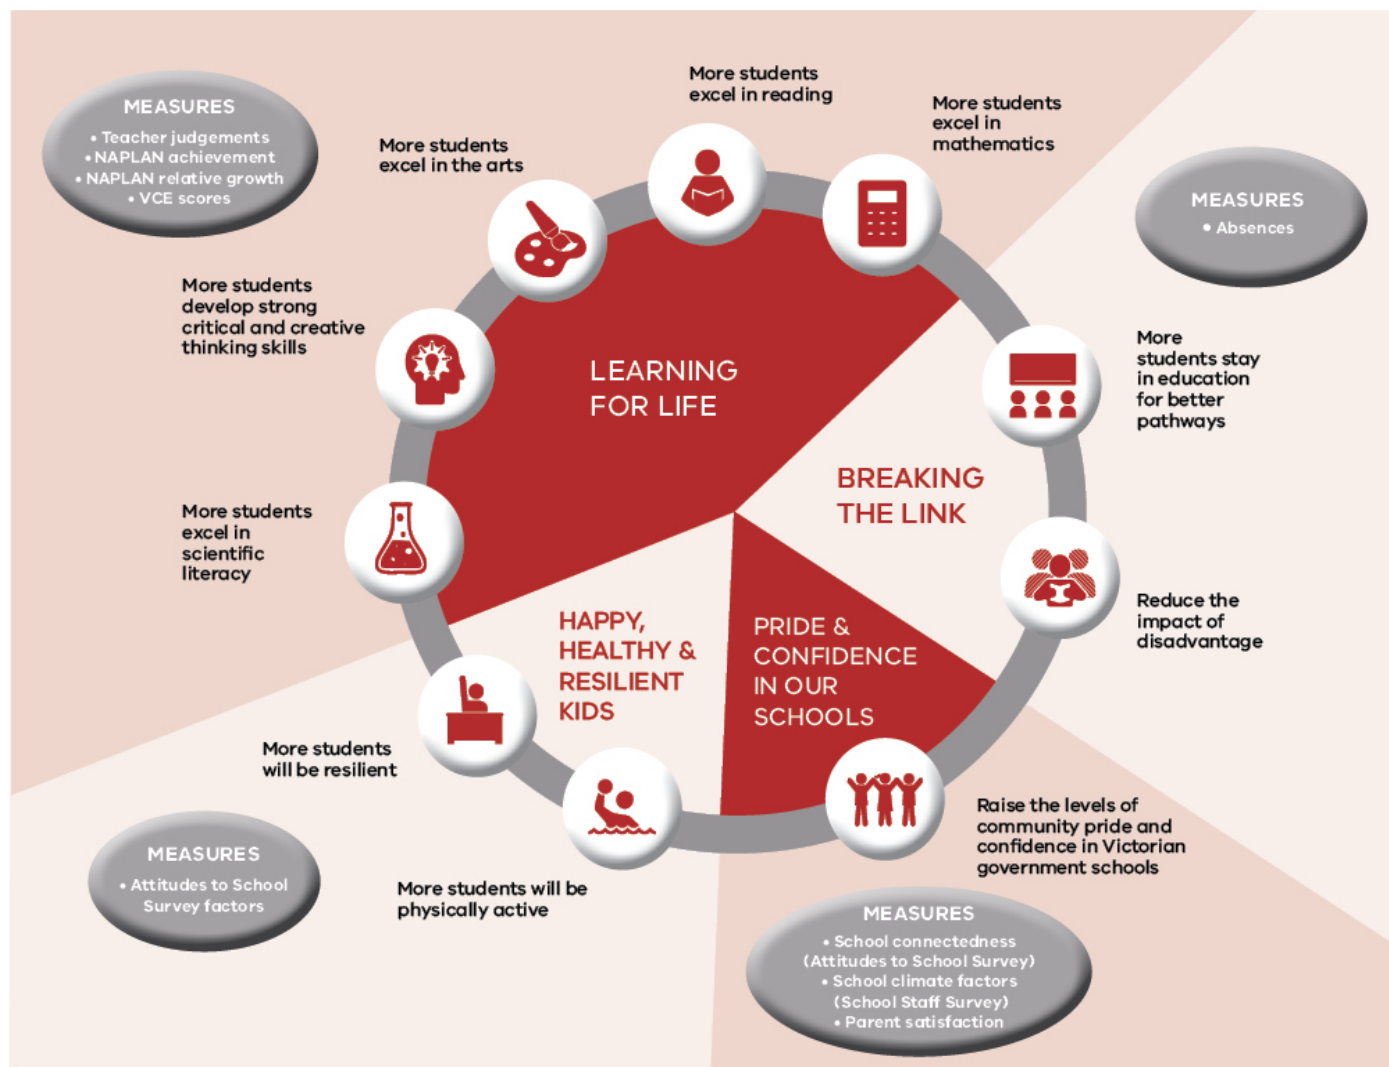 MEASURES
• Teacher judgements
• NAPLAN achievement
• NAPLAN relative growth
• VCE scores
More students
excel in the arts
More students
excel in reading
More students
excel in
mathematics
MEASURES
• Absences
More students
develop strong
critical and creative
thinking skills
LEARNING
FOR LIFE
More
students stay
in education
for better
pathways
BREAKING
THE LINK
More students
excel in
scientific
literacy
Reduce the
impact of
disadvantage
HAPPY,
HEALTHY &
RESILIENT
KIDS
PRIDE &
CONFIDENCE
IN OUR
SCHOOLS
More students
will be resilient
Raise the levels of
community pride and
confidence in Victorian
government schools
MEASURES
• Attitudes to School
Survey factors
More students will be
physically active
MEASURES
• School connectedness
(Attitudes to School Survey)
• School climate factors
(School Staff Survey)
• Parent satisfaction